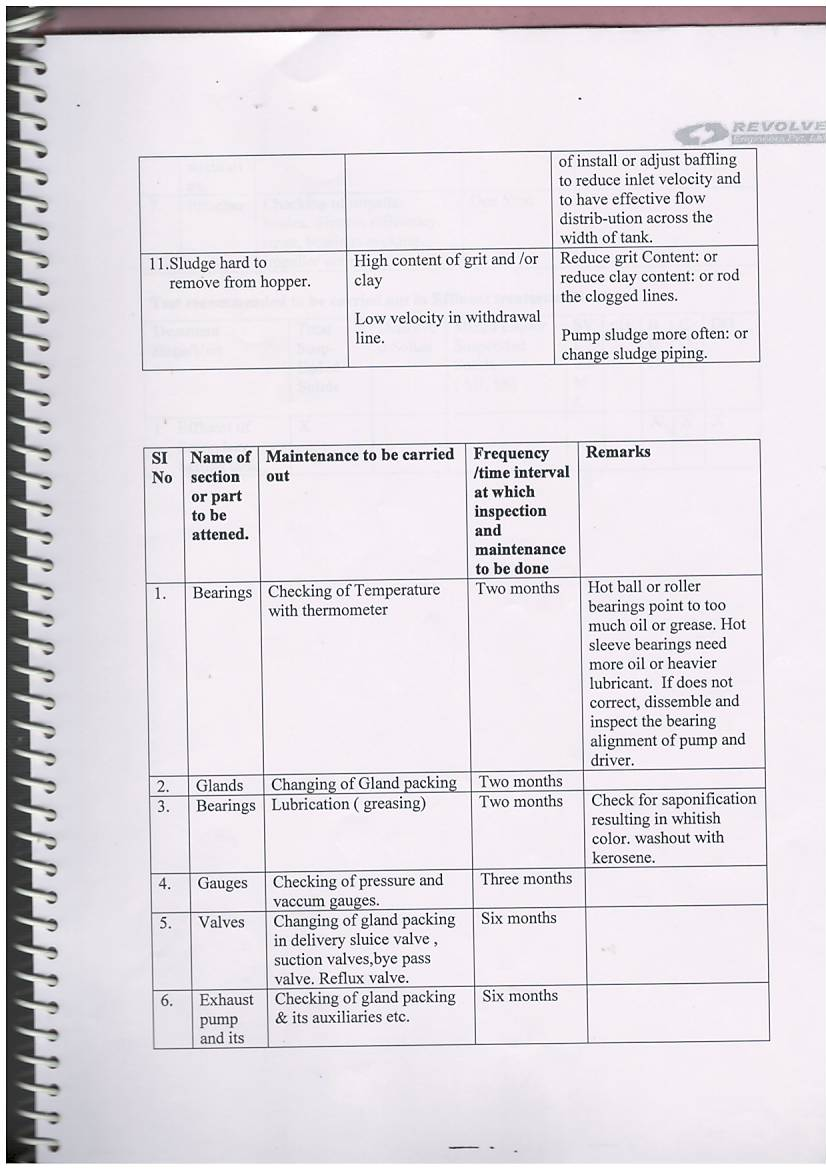 REVOLVE
Engineers Pvt. Ltd
of install or adjust baffling
to reduce inlet velocity and
to have effective flow
distrib-ution across the
width of tank.
11.Sludge hard to
remove from hopper.
High content of grit and /or
clay
Low velocity in withdrawal
line.
Reduce grit Content: or
reduce clay content: or rod
the clogged lines.
Pump sludge more often: or
change sludge piping.
SI
No
Name of
section
or part
to be
attened.
Maintenance to be carried
out
Frequency
/time interval
at which
inspection
and
maintenance
to be done
Remarks
1.
Bearings
Checking of Temperature
with thermometer
Two months
Hot ball or roller
bearings point to too
much oil or grease. Hot
sleeve bearings need
more oil or heavier
lubricant. If does not
correct, dissemble and
inspect the bearing
alignment of pump and
driver.
2.
Glands
Changing of Gland packing
Two months
3.
Bearings
Lubrication ( greasing)
Two months
Check for saponification
resulting in whitish
color. washout with
kerosene.
4.
Gauges
Checking of pressure and
vaccum gauges.
Three months
5.
Valves
Changing of gland packing
in delivery sluice valve ,
suction valves,bye pass
valve. Reflux valve.
Six months
6.
Exhaust
pump
and its
Checking of gland packing
& its auxiliaries etc.
Six months